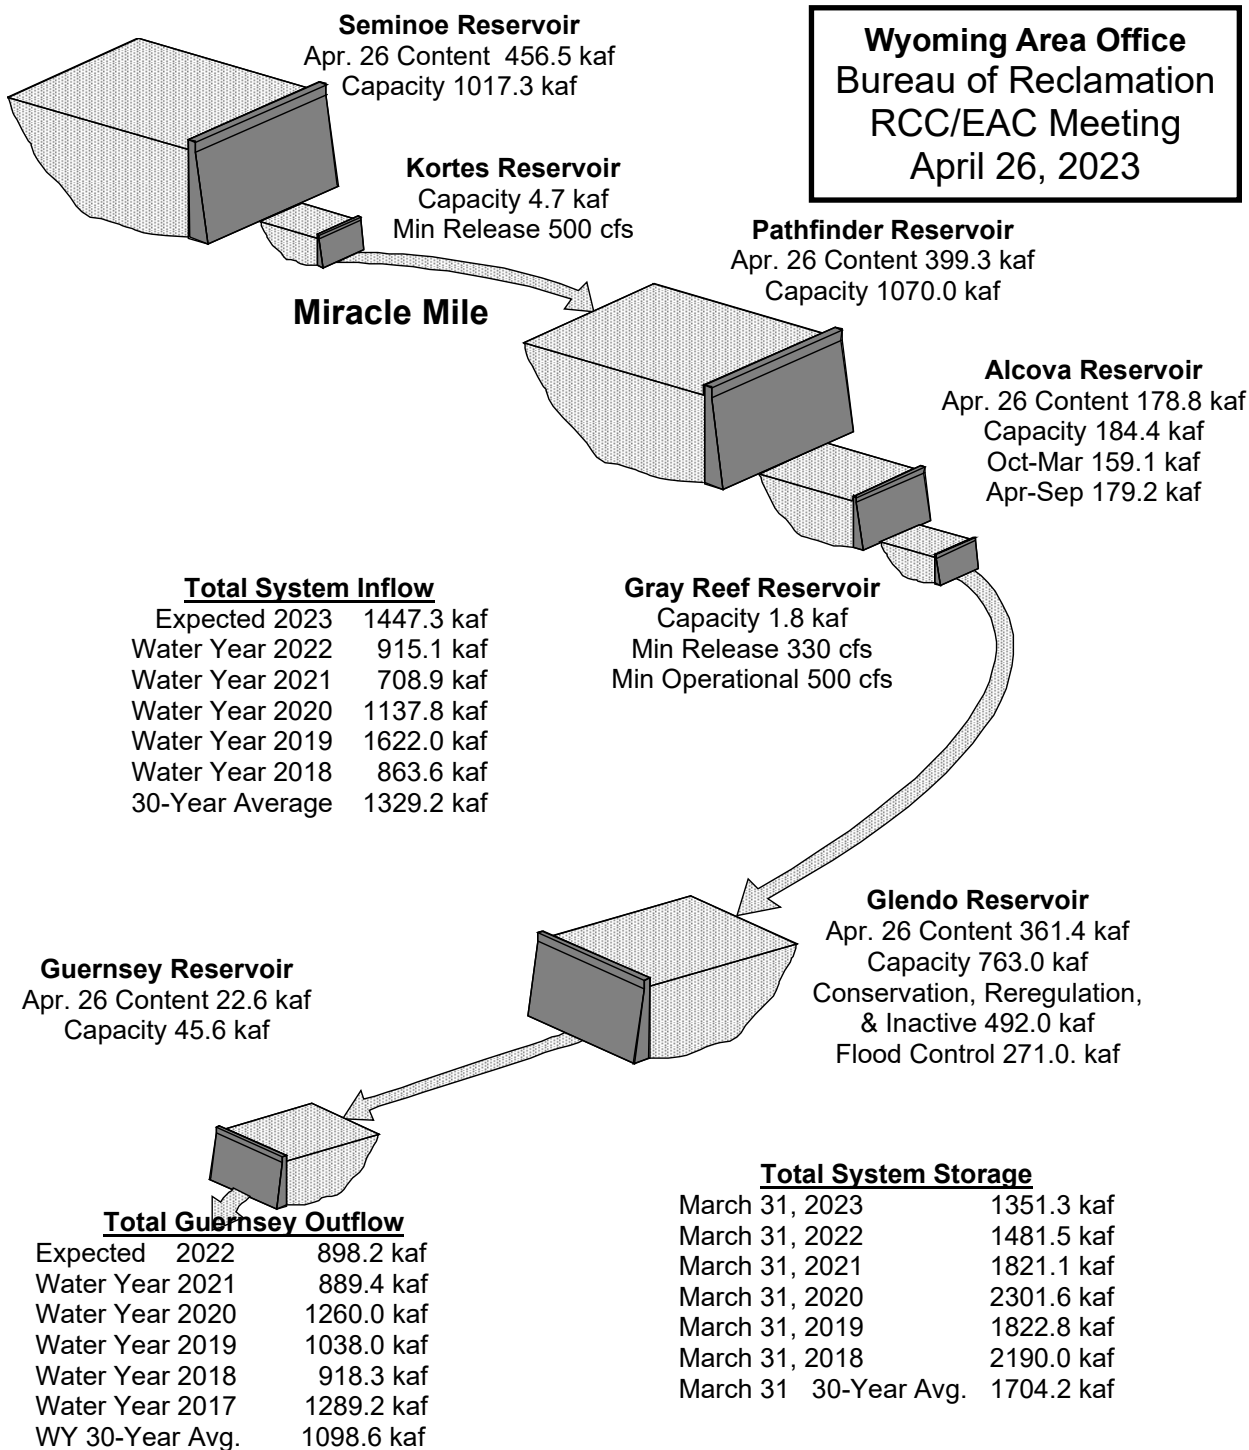 Seminoe Reservoir
Apr. 26 Content 456.5 kaf
Capacity 1017.3 kaf
Wyoming Area Office
Bureau of Reclamation
RCC/EAC Meeting
April 26, 2023
Kortes Reservoir
Capacity 4.7 kaf
Min Release 500 cfs
Miracle Mile
Pathfinder Reservoir
Apr. 26 Content 399.3 kaf
Capacity 1070.0 kaf
Alcova Reservoir
Apr. 26 Content 178.8 kaf
Capacity 184.4 kaf
Oct-Mar 159.1 kaf
Apr-Sep 179.2 kaf
Total System Inflow
Expected 2023 1447.3 kaf
Water Year 2022 915.1 kaf
Water Year 2021 708.9 kaf
Water Year 2020 1137.8 kaf
Water Year 2019 1622.0 kaf
Water Year 2018 863.6 kaf
30-Year Average 1329.2 kaf
Gray Reef Reservoir
Capacity 1.8 kaf
Min Release 330 cfs
Min Operational 500 cfs
Glendo Reservoir
Apr. 26 Content 361.4 kaf
Capacity 763.0 kaf
Conservation, Reregulation,
& Inactive 492.0 kaf
Flood Control 271.0. kaf
Guernsey Reservoir
Apr. 26 Content 22.6 kaf
Capacity 45.6 kaf
Total Guernsey Outflow
Expected 2022 898.2 kaf
Water Year 2021 889.4 kaf
Water Year 2020 1260.0 kaf
Water Year 2019 1038.0 kaf
Water Year 2018 918.3 kaf
Water Year 2017 1289.2 kaf
WY 30-Year Avg. 1098.6 kaf
Total System Storage
March 31, 2023 1351.3 kaf
March 31, 2022 1481.5 kaf
March 31, 2021 1821.1 kaf
March 31, 2020 2301.6 kaf
March 31, 2019 1822.8 kaf
March 31, 2018 2190.0 kaf
March 31 30-Year Avg. 1704.2 kaf